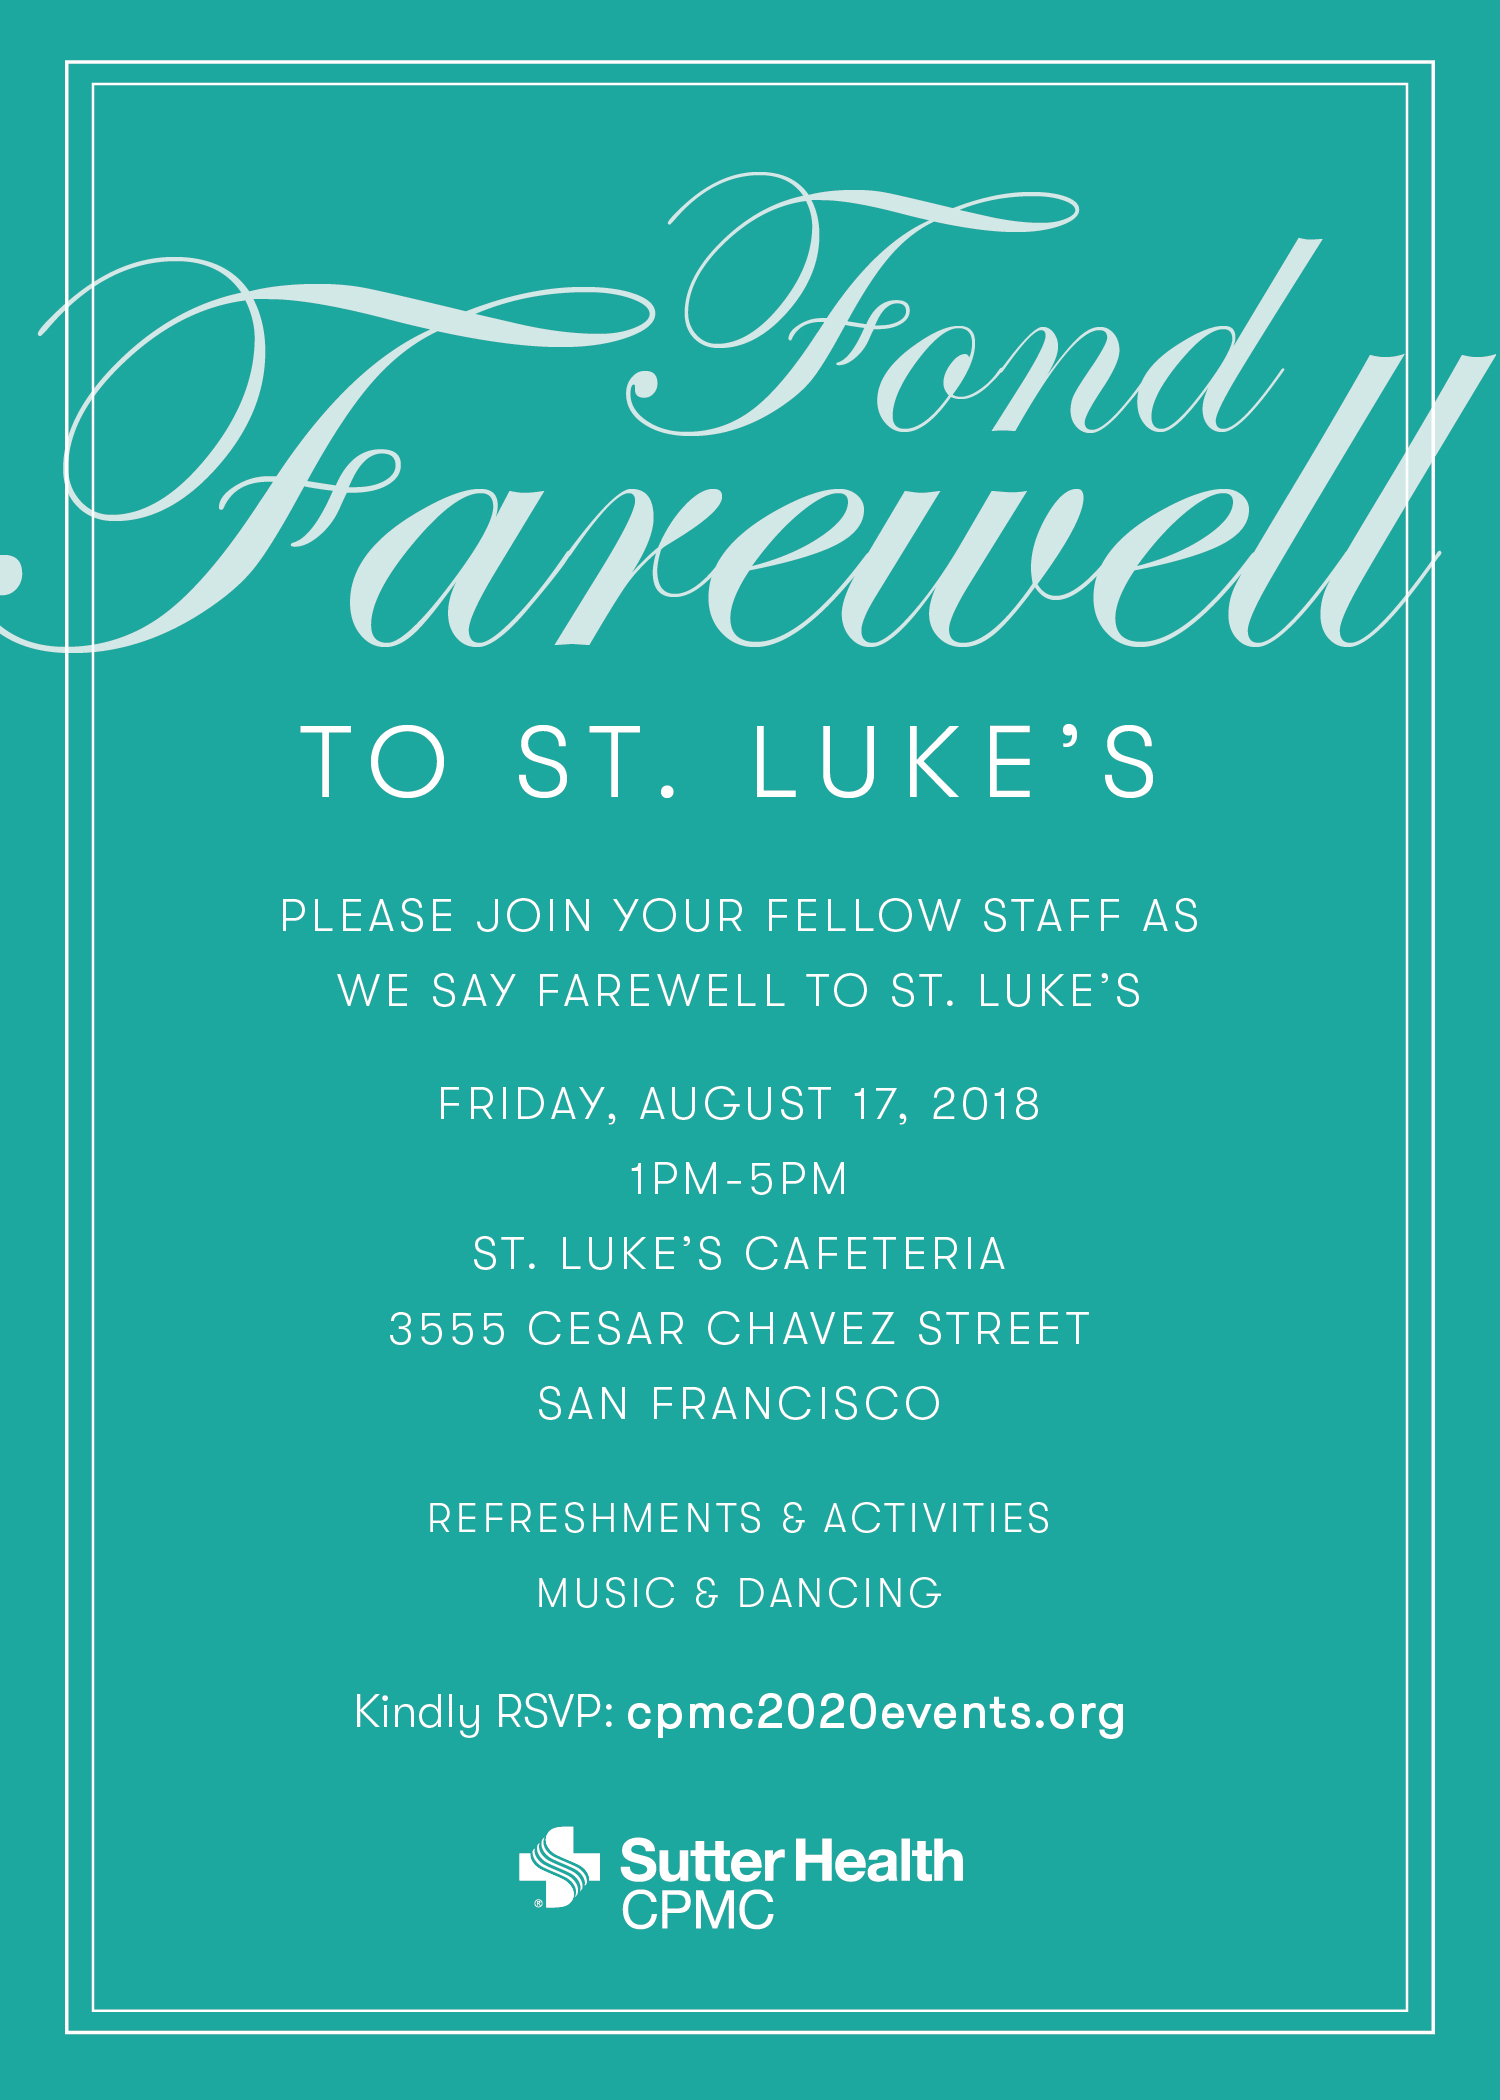 Fond
Farewell
TO ST. LUKE’S
PLEASE JOIN YOUR FELLOW STAFF AS
WE SAY FAREWELL TO ST. LUKE’S
FRIDAY, AUGUST 17, 2018
1PM-5PM
ST. LUKE’S CAFETERIA
3555 CESAR CHAVEZ STREET
SAN FRANCISCO
REFRESHMENTS & ACTIVITIES
MUSIC & DANCING
Kindly RSVP: cpmc2020events.org
® Sutter Health
CPMC